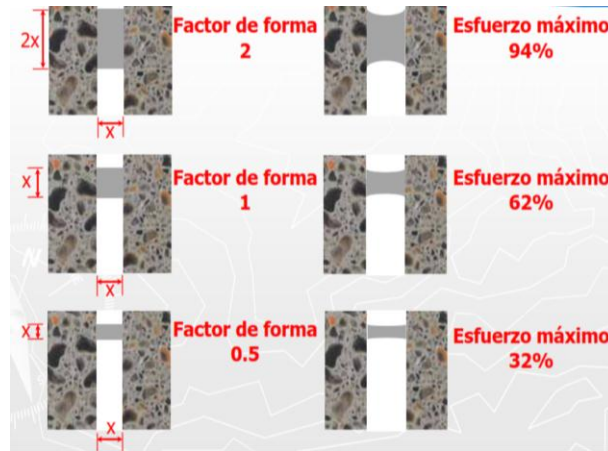 2x
Factor de forma
2
Esfuerzo máximo
94%
X
X
Factor de forma
1
Esfuerzo máximo
62%
X
X
Factor de forma
0.5
Esfuerzo máximo
32%
X
N